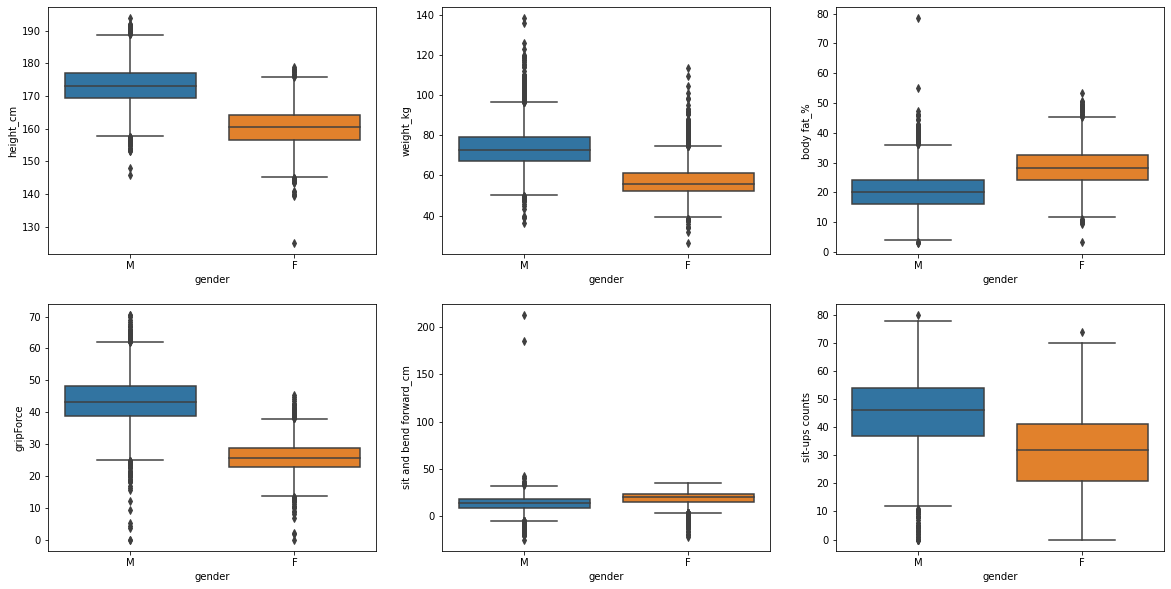 height_cm
190
180
170
160
150
140
130
M
F
gender
weight_kg
140
120
100
80
60
40
M
F
gender
body fat_%
80
70
60
50
40
30
20
10
0
M
F
gender
gripForce
70
60
50
40
30
20
10
0
M
F
gender
sit and bend forward_cm
200
150
100
50
0
M
F
gender
sit-ups counts
80
70
60
50
40
30
20
10
0
M
F
gender